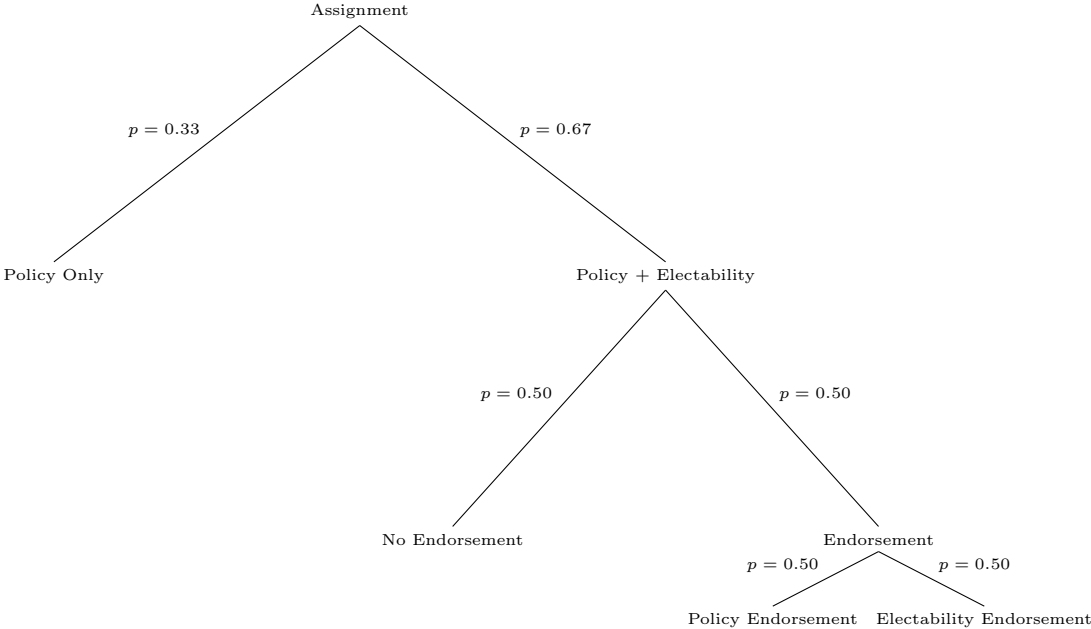 Assignment
p = 0.33
p = 0.67
Policy Only
Policy + Electability
p = 0.50
p = 0.50
No Endorsement
Endorsement
p = 0.50
p = 0.50
Policy Endorsement
Electability Endorsement